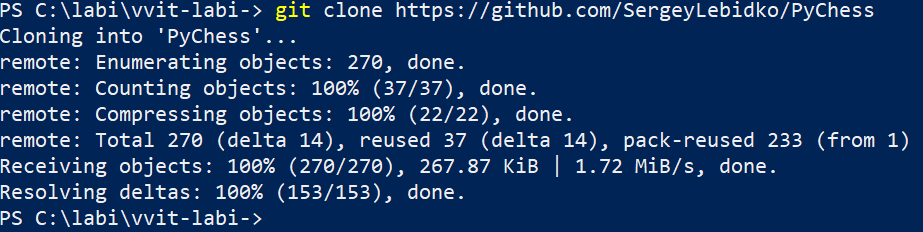 PS C:\labi\vvit-labi-> git clone https://github.com/SergeyLebidko/PyChess
Cloning into 'PyChess'...
remote: Enumerating objects: 270, done.
remote: Counting objects: 100% (37/37), done.
remote: Compressing objects: 100% (22/22), done.
remote: Total 270 (delta 14), reused 37 (delta 14), pack-reused 233 (from 1)
Receiving objects: 100% (270/270), 267.87 KiB | 1.72 MiB/s, done.
Resolving deltas: 100% (153/153), done.
PS C:\labi\vvit-labi->